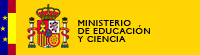 MINISTERIO
DE EDUCACIÓN
Y CIENCIA